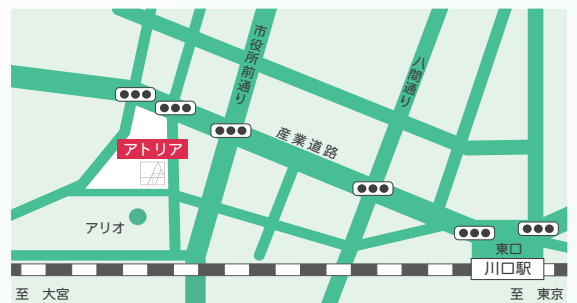 市役所前通り
八間通り
産業道路
アトリア
アリオ
東口
川口駅
至　大宮
至　東京